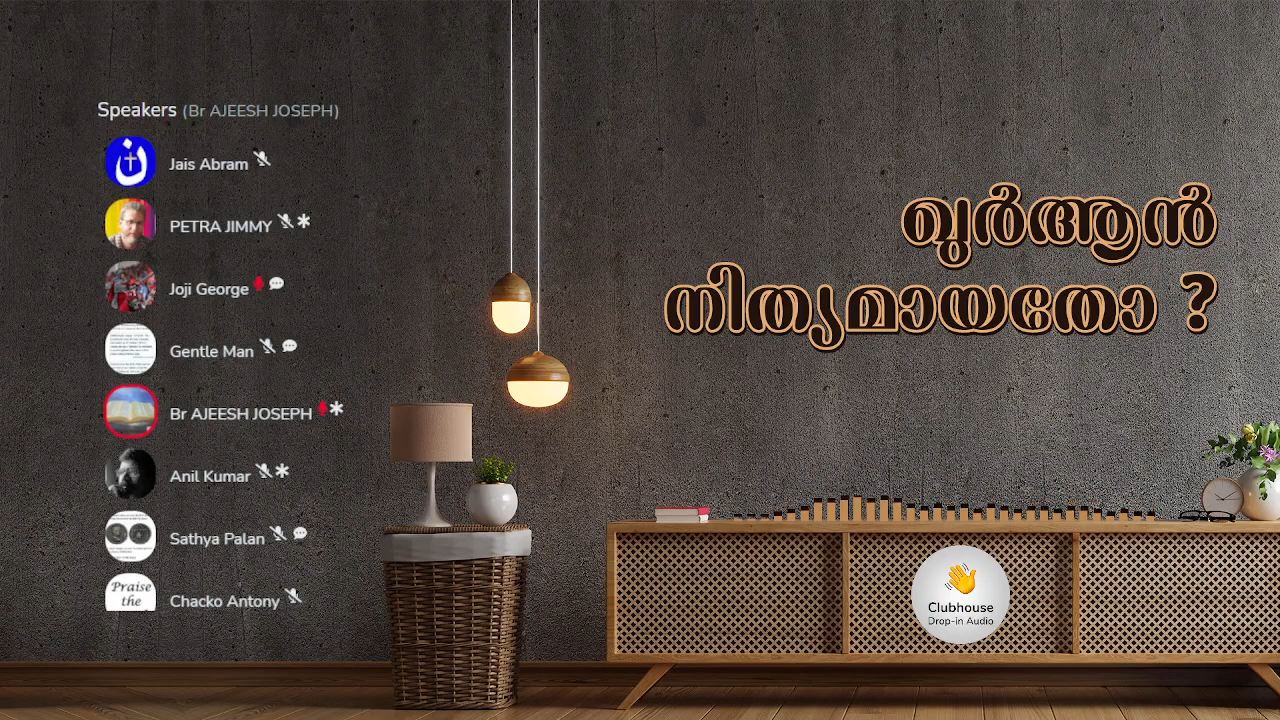 Speakers (Br AJEESH JOSEPH)
Jais Abram
PETRA JIMMY
Joji George
Gentle Man
Br AJEESH JOSEPH
Anil Kumar
Sathya Palan
Praise
the
Chacko Antony
ഖുർആൻ
നിത്യമായതോ ?
Clubhouse
Drop-in Audio